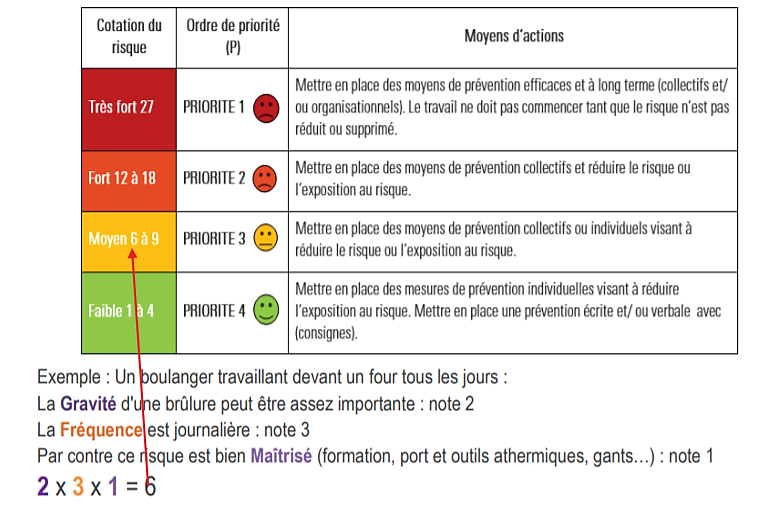 Cotation du
risque
Ordre de priorité
(P)
Moyens d'actions
Très fort 27
PRIORITE 1
Mettre en place des moyens de prévention efficaces et à long terme (collectifs et/
ou organisationnels). Le travail ne doit pas commencer tant que le risque n'est pas
réduit ou supprimé.
Fort 12 à 18
PRIORITE 2
Mettre en place des moyens de prévention collectifs et réduire le risque ou
l'exposition au risque.
Moyen 6 à 9
PRIORITE 3
Mettre en place des moyens de prévention collectifs ou individuels visant à
réduire le risque ou l'exposition au risque.
Faible 1 à 4
PRIORITE 4
Mettre en place des mesures de prévention individuelles visant à réduire
l'exposition au risque. Mettre en place une prévention écrite et/ ou verbale avec
(consignes).
Exemple : Un boulanger travaillant devant un four tous les jours :
La Gravité d'une brûlure peut être assez importante : note 2
La Fréquence est journalière : note 3
Par contre ce risque est bien Maîtrisé (formation, port et outils athermiques, gants…) : note 1
2 x 3 x 1 = 6